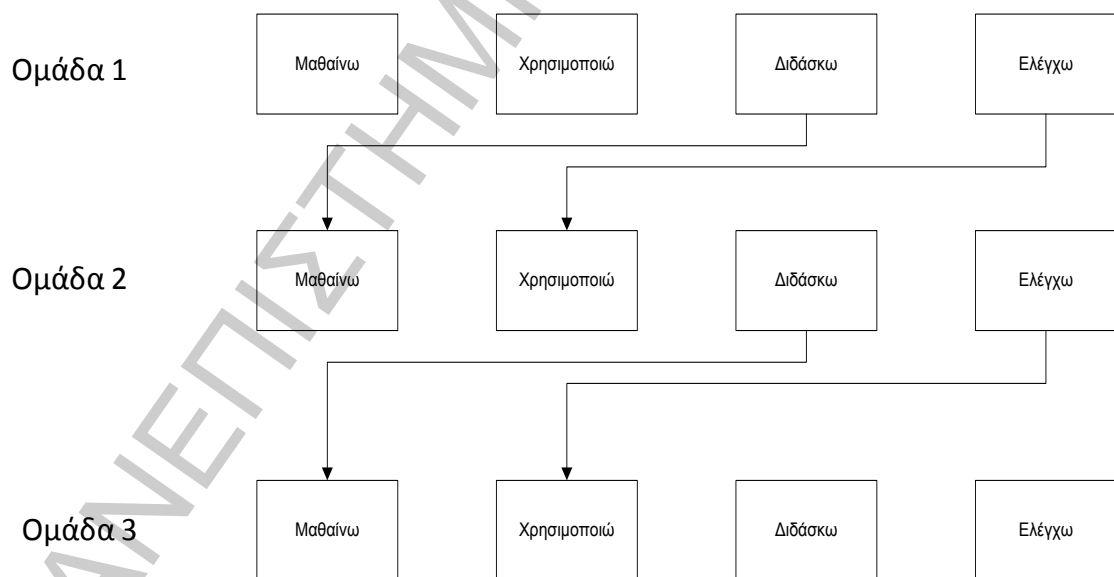 Ομάδα 1 Μαθαίνω Χρησιμοποιώ Διδάσκω Ελέγχω
Ομάδα 2 Μαθαίνω Χρησιμοποιώ Διδάσκω Ελέγχω
Ομάδα 3 Μαθαίνω Χρησιμοποιώ Διδάσκω Ελέγχω